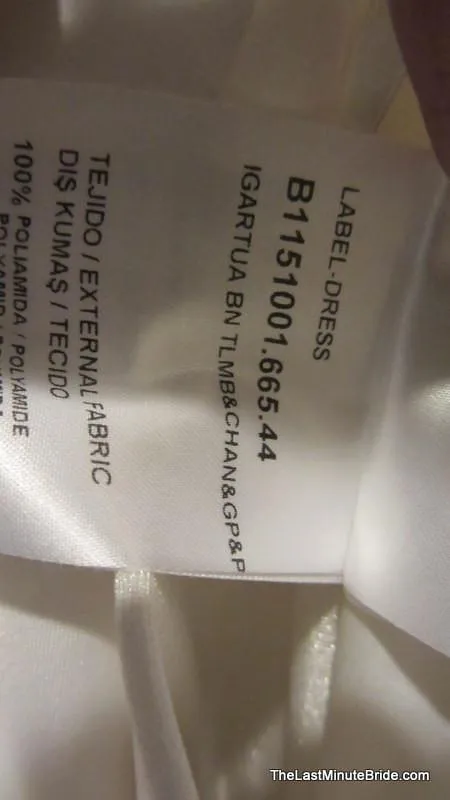 LABEL-DRESS
B1151001.665.44
IGARTUA BN TLMB&CHAN&GP&P
TEJIDO / EXTERNAL FABRIC
DIŞ KUMAŞ / TECIDO
100% POLIAMIDA / POLYAMIDE
TheLastMinuteBride.com